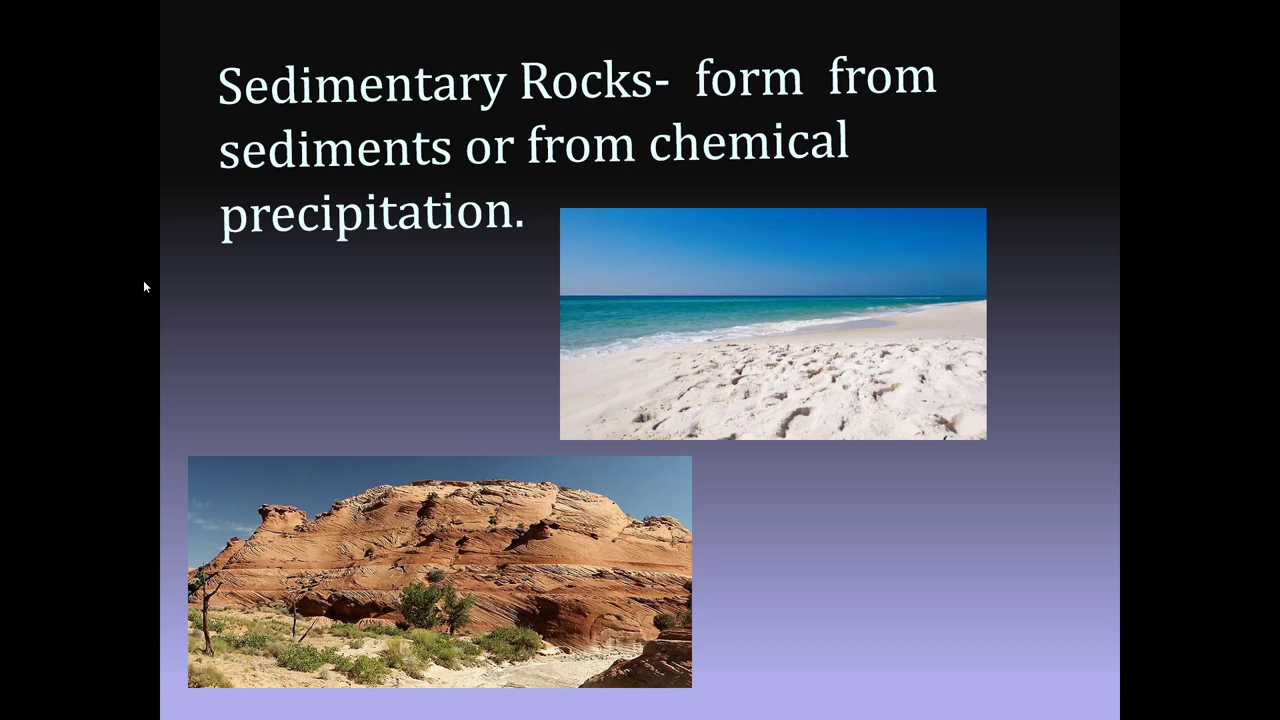 Sedimentary Rocks- form from
sediments or from chemical
precipitation.